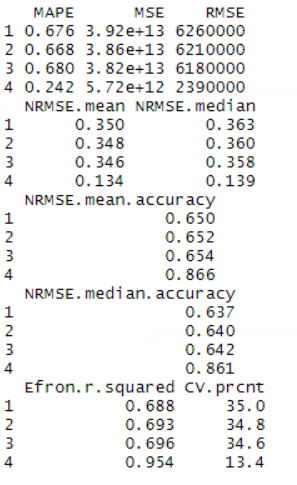 MAPE MSE RMSE
1 0.676 3.92e+13 6260000
2 0.668 3.86e+13 6210000
3 0.680 3.82e+13 6180000
4 0.242 5.72e+12 2390000
NRMSE.mean NRMSE.median
1 0.350 0.363
2 0.348 0.360
3 0.346 0.358
4 0.134 0.139
NRMSE.mean.accuracy
1 0.650
2 0.652
3 0.654
4 0.866
NRMSE.median.accuracy
1 0.637
2 0.640
3 0.642
4 0.861
Efron.r.squared CV.prcnt
1 0.688 35.0
2 0.693 34.8
3 0.696 34.6
4 0.954 13.4